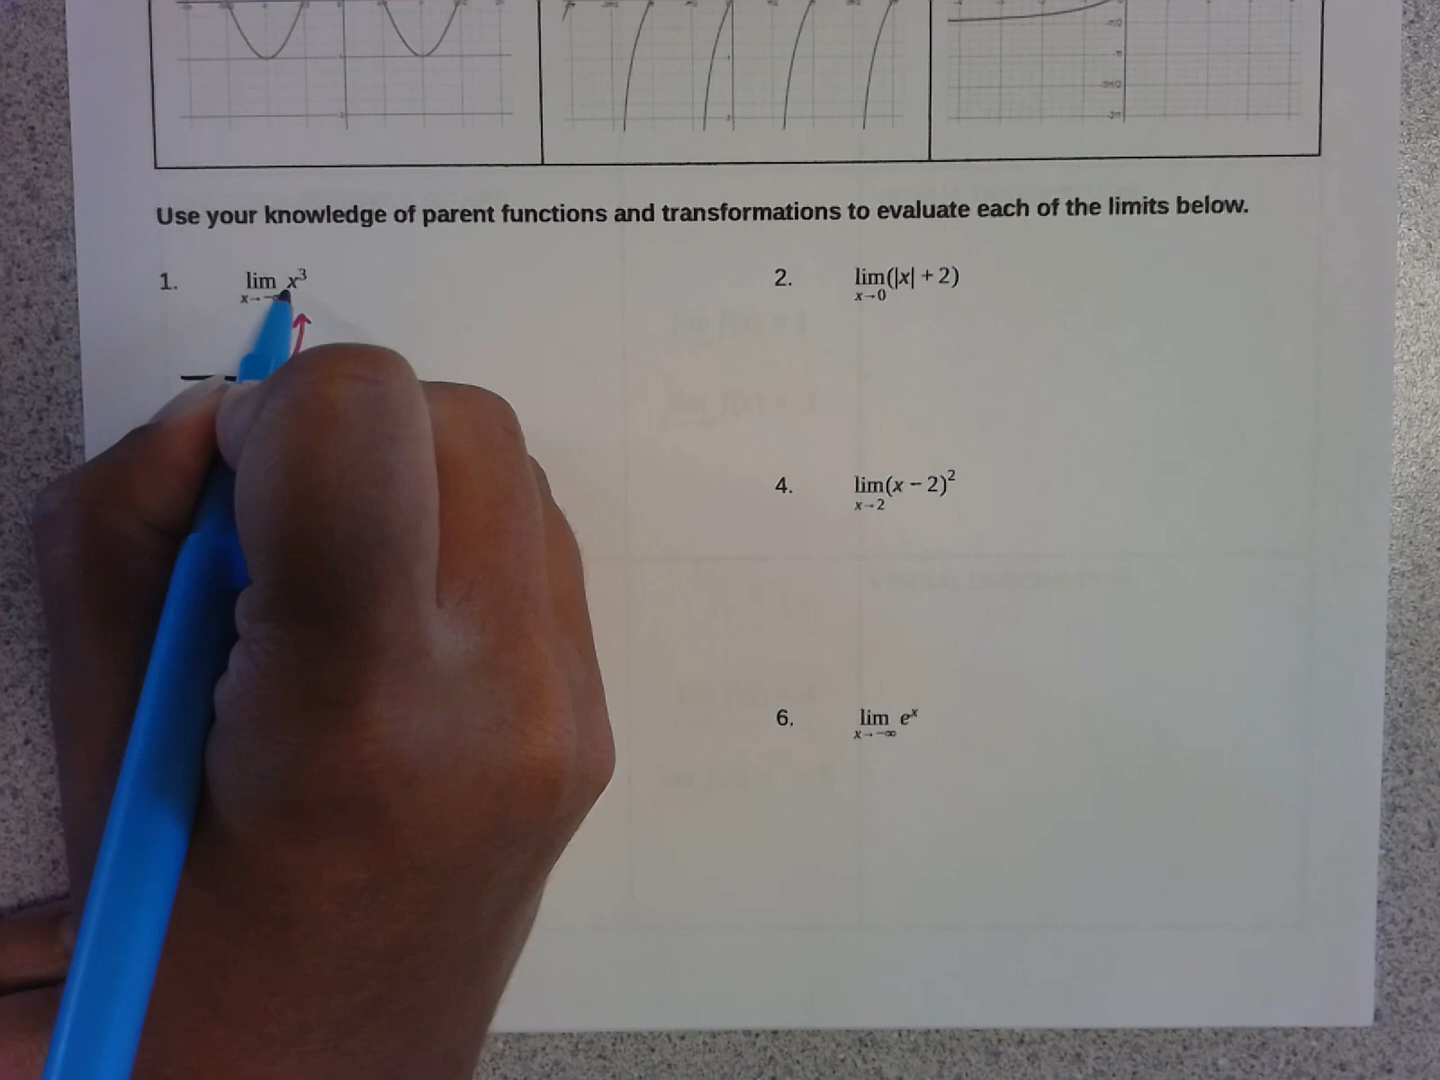 Use your knowledge of parent functions and transformations to evaluate each of the limits below.
1. lim x³
x→−
2. lim(|x| + 2)
x→0
4. lim(x − 2)²
x→2
6. lim eˣ
x→−∞